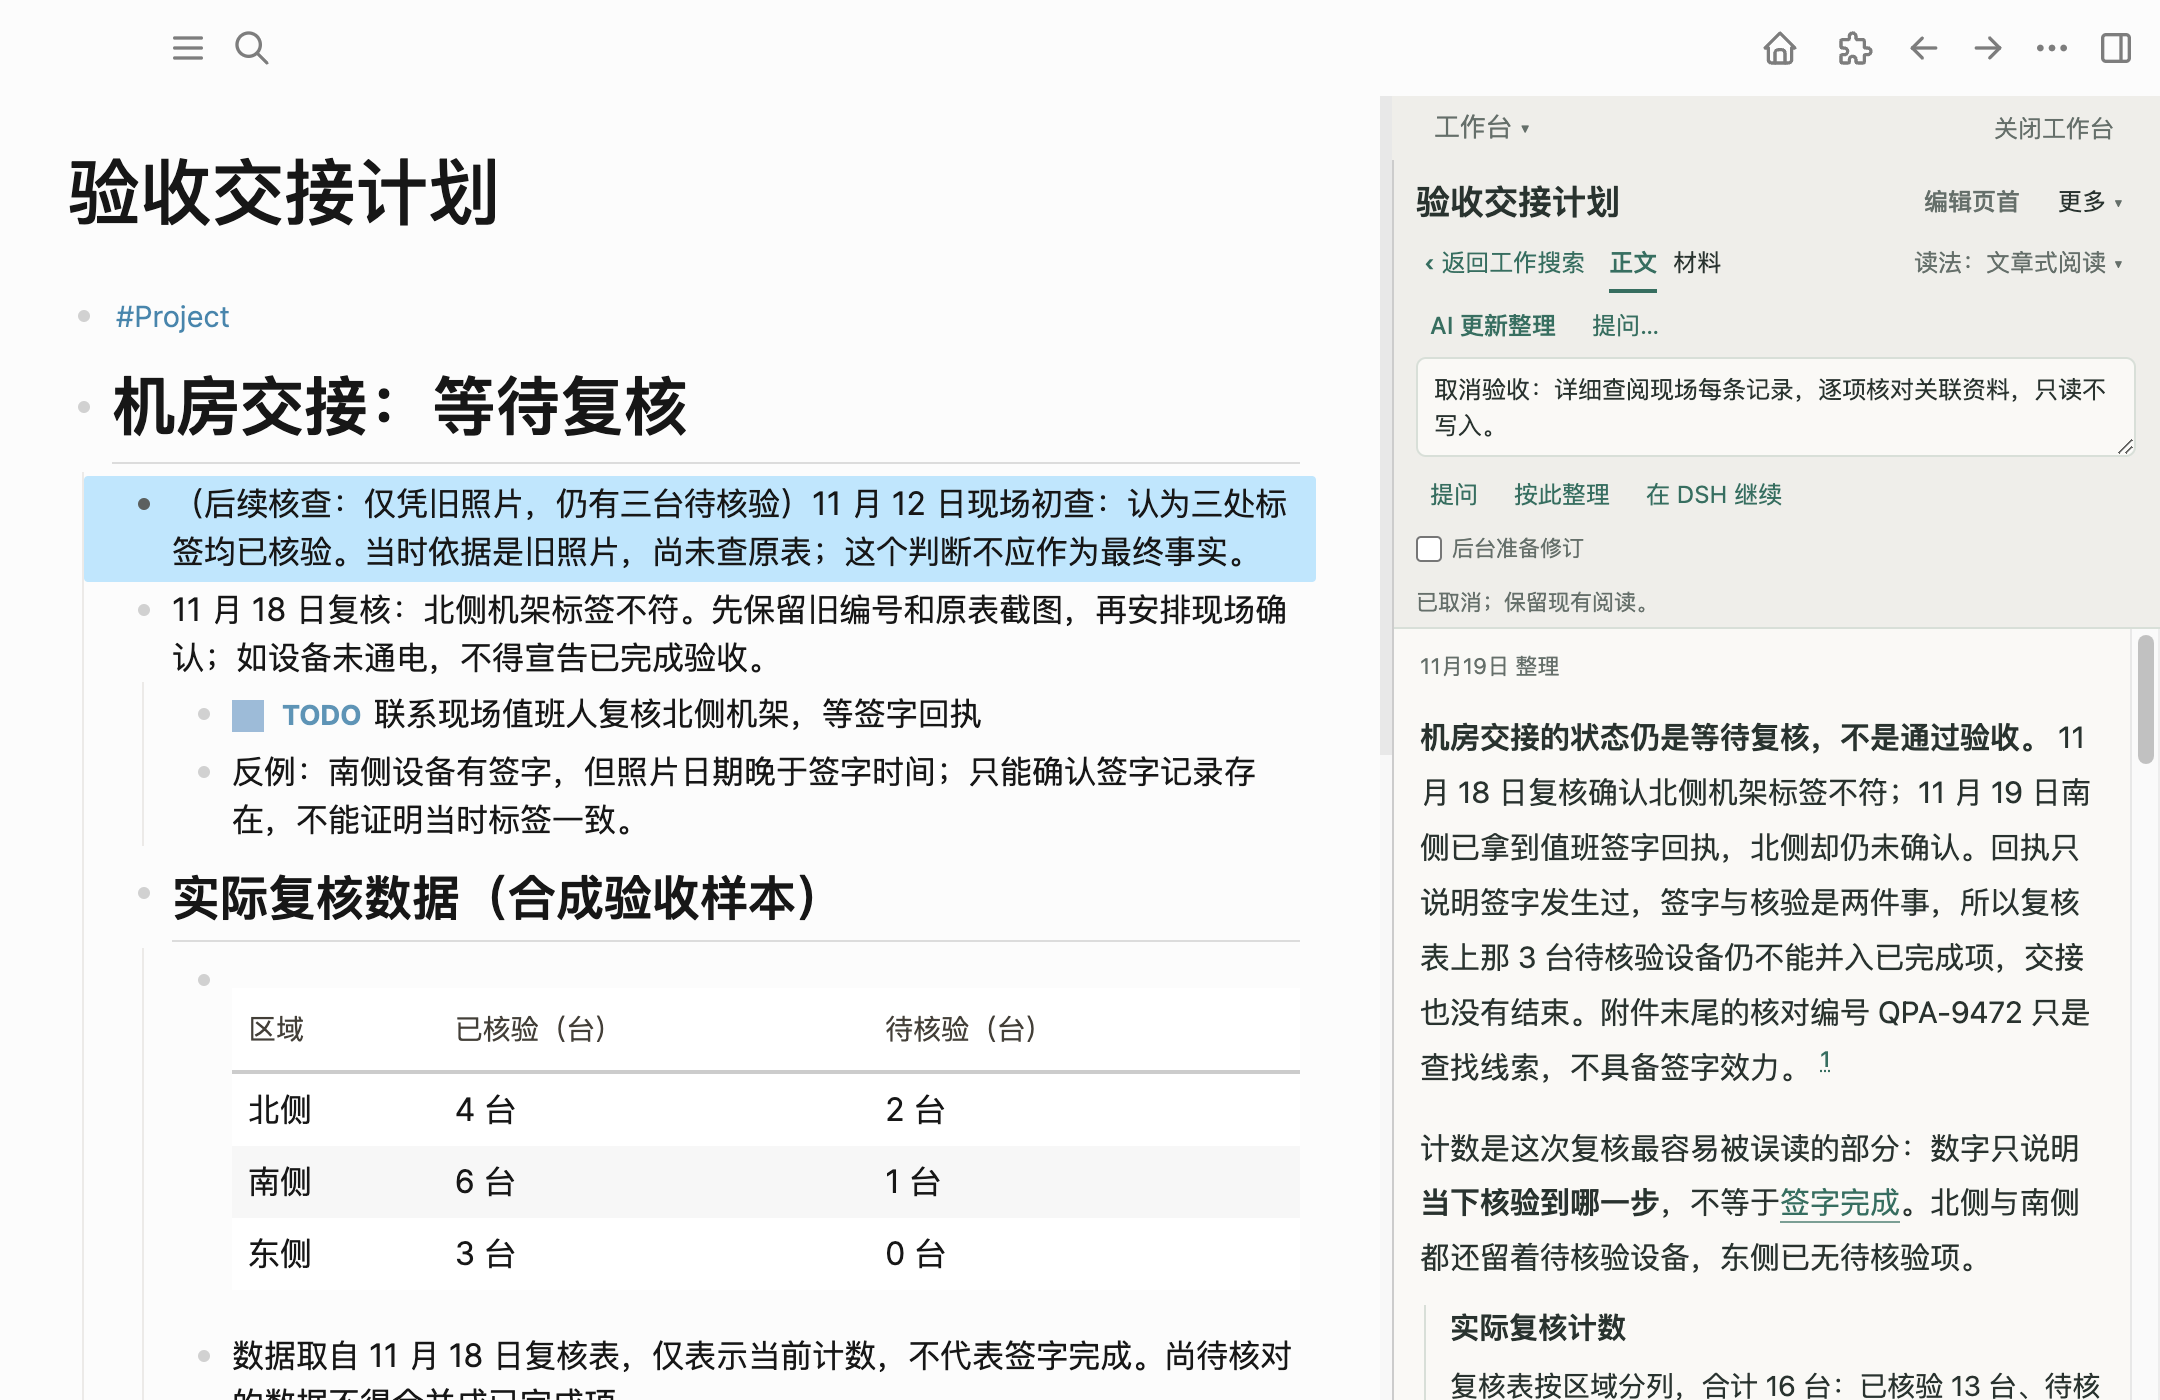 验收交接计划
#Project
机房交接：等待复核
（后续核查：仅凭旧照片，仍有三台待核验）11 月 12 日现场初查：认为三处标
签均已核验。当时依据是旧照片，尚未查原表；这个判断不应作为最终事实。
11 月 18 日复核：北侧机架标签不符。先保留旧编号和原表截图，再安排现场确
认；如设备未通电，不得宣告已完成验收。
TODO 联系现场值班人复核北侧机架，等签字回执
反例：南侧设备有签字，但照片日期晚于签字时间；只能确认签字记录存
在，不能证明当时标签一致。
实际复核数据（合成验收样本）
区域 已核验（台） 待核验（台）
北侧 4 台 2 台
南侧 6 台 1 台
东侧 3 台 0 台
数据取自 11 月 18 日复核表，仅表示当前计数，不代表签字完成。尚待核对
的数据不得合并成已完成项
工作台 ▾ 关闭工作台
验收交接计划 编辑页首 更多 ▾
‹ 返回工作搜索 正文 材料 读法：文章式阅读 ▾
AI 更新整理 提问...
取消验收：详细查阅现场每条记录，逐项核对关联资料，只读不
写入。
提问 按此整理 在 DSH 继续
后台准备修订
已取消；保留现有阅读。
11月19日 整理
机房交接的状态仍是等待复核，不是通过验收。 11
月 18 日复核确认北侧机架标签不符；11 月 19 日南
侧已拿到值班签字回执，北侧却仍未确认。回执只
说明签字发生过，签字与核验是两件事，所以复核
表上那 3 台待核验设备仍不能并入已完成项，交接
也没有结束。附件末尾的核对编号 QPA-9472 只是
查找线索，不具备签字效力。 1
计数是这次复核最容易被误读的部分：数字只说明
当下核验到哪一步，不等于签字完成。北侧与南侧
都还留着待核验设备，东侧已无待核验项。
实际复核计数
复核表按区域分列，合计 16 台：已核验 13 台、待核